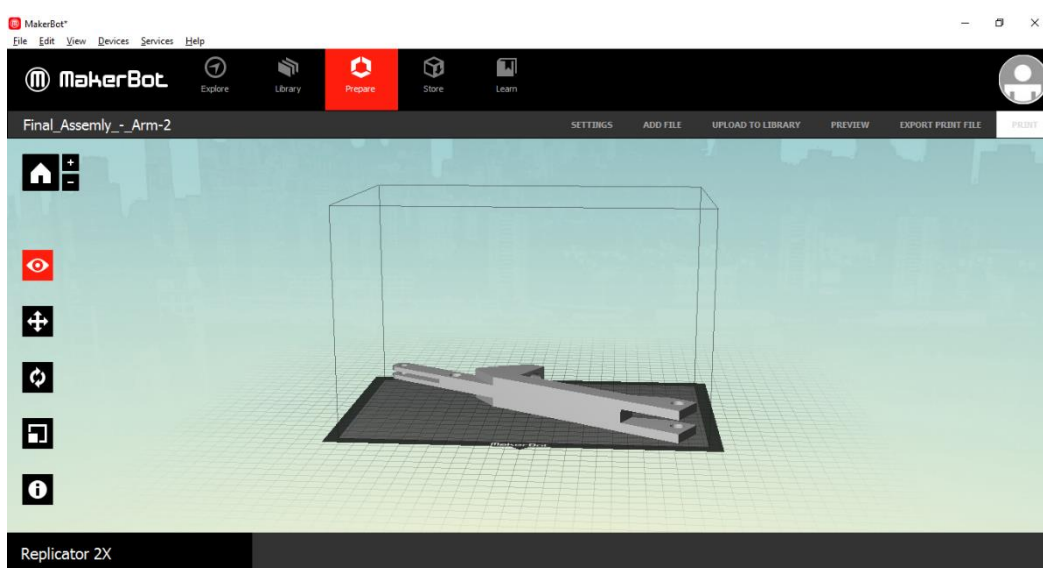 MakerBot*
File Edit View Devices Services Help
MakerBot
Explore Library Prepare Store Learn
Final_Assemly_-_Arm-2
SETTINGS ADD FILE UPLOAD TO LIBRARY PREVIEW EXPORT PRINT FILE PRINT
MakerBot
Replicator 2X